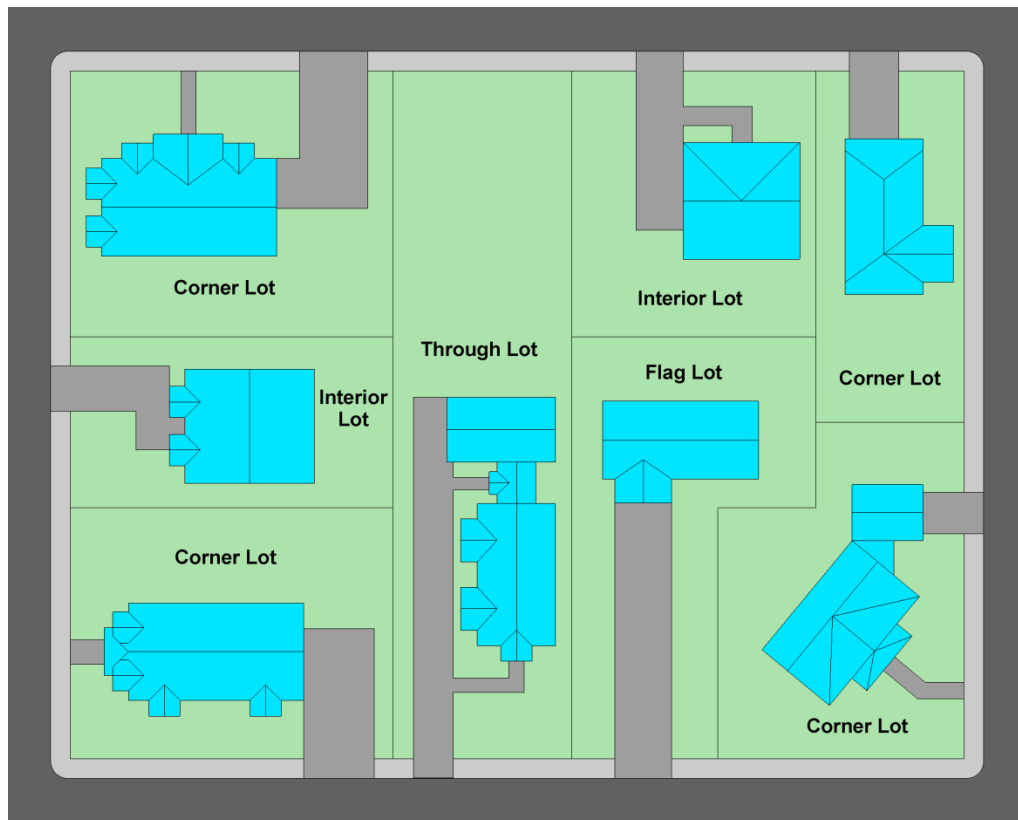 Corner Lot
Interior Lot
Through Lot
Flag Lot
Corner Lot
Interior
Lot
Corner Lot
Corner Lot